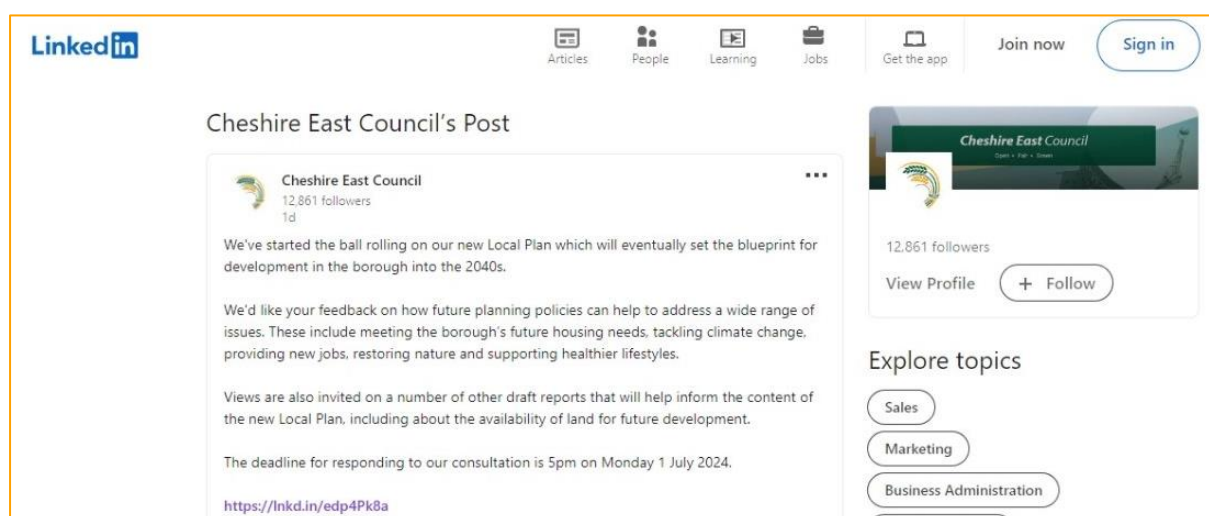 Linked in
Articles
People
Learning
Jobs
Get the app
Join now
Sign in
Cheshire East Council's Post
Cheshire East Council
12,861 followers
1d
We've started the ball rolling on our new Local Plan which will eventually set the blueprint for
development in the borough into the 2040s.
We'd like your feedback on how future planning policies can help to address a wide range of
issues. These include meeting the borough's future housing needs, tackling climate change,
providing new jobs, restoring nature and supporting healthier lifestyles.
Views are also invited on a number of other draft reports that will help inform the content of
the new Local Plan, including about the availability of land for future development.
The deadline for responding to our consultation is 5pm on Monday 1 July 2024.
https://lnkd.in/edp4Pk8a
Cheshire East Council
Open • Fair • Green
12,861 followers
View Profile
+ Follow
Explore topics
Sales
Marketing
Business Administration